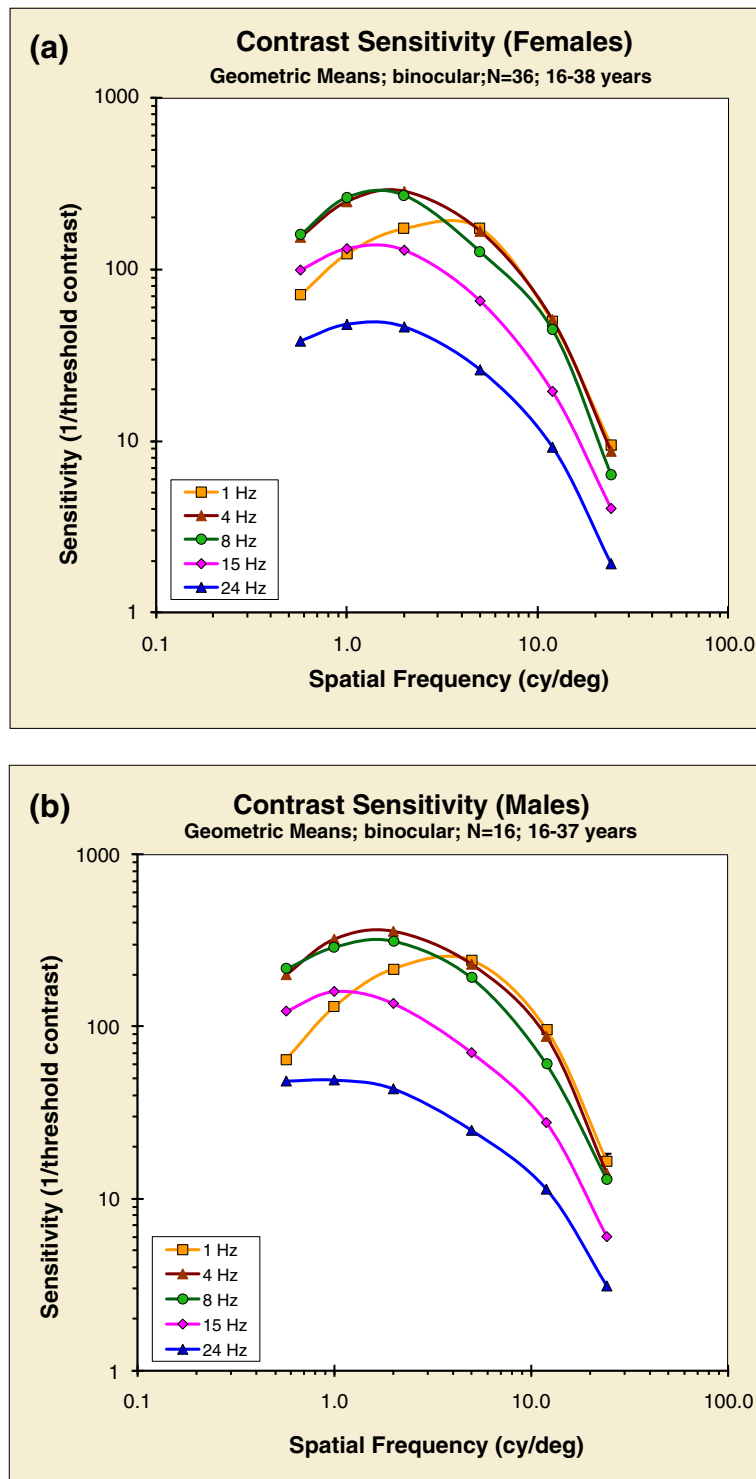 (a)
Contrast Sensitivity (Females)
Geometric Means; binocular;N=36; 16-38 years
Sensitivity (1/threshold contrast)
1000
100
10
1
1 Hz
4 Hz
8 Hz
15 Hz
24 Hz
0.1 1.0 10.0 100.0
Spatial Frequency (cy/deg)
(b)
Contrast Sensitivity (Males)
Geometric Means; binocular; N=16; 16-37 years
Sensitivity (1/threshold contrast)
1000
100
10
1
1 Hz
4 Hz
8 Hz
15 Hz
24 Hz
0.1 1.0 10.0 100.0
Spatial Frequency (cy/deg)